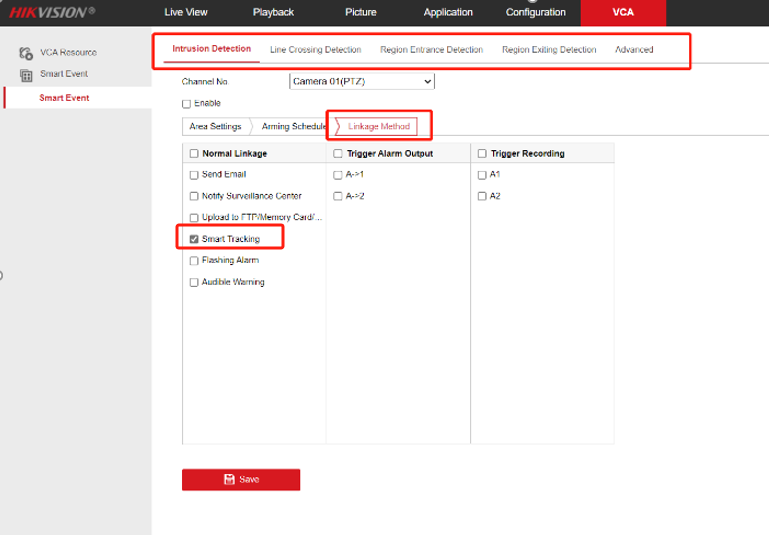 HIKVISION® Live View Playback Picture Application Configuration VCA
VCA Resource
Smart Event
Smart Event
Intrusion Detection Line Crossing Detection Region Entrance Detection Region Exiting Detection Advanced
Channel No. Camera 01(PTZ)
Enable
Area Settings Arming Schedule Linkage Method
Normal Linkage Trigger Alarm Output Trigger Recording
Send Email A->1 A1
Notify Surveillance Center A->2 A2
Upload to FTP/Memory Card/...
Smart Tracking
Flashing Alarm
Audible Warning
Save